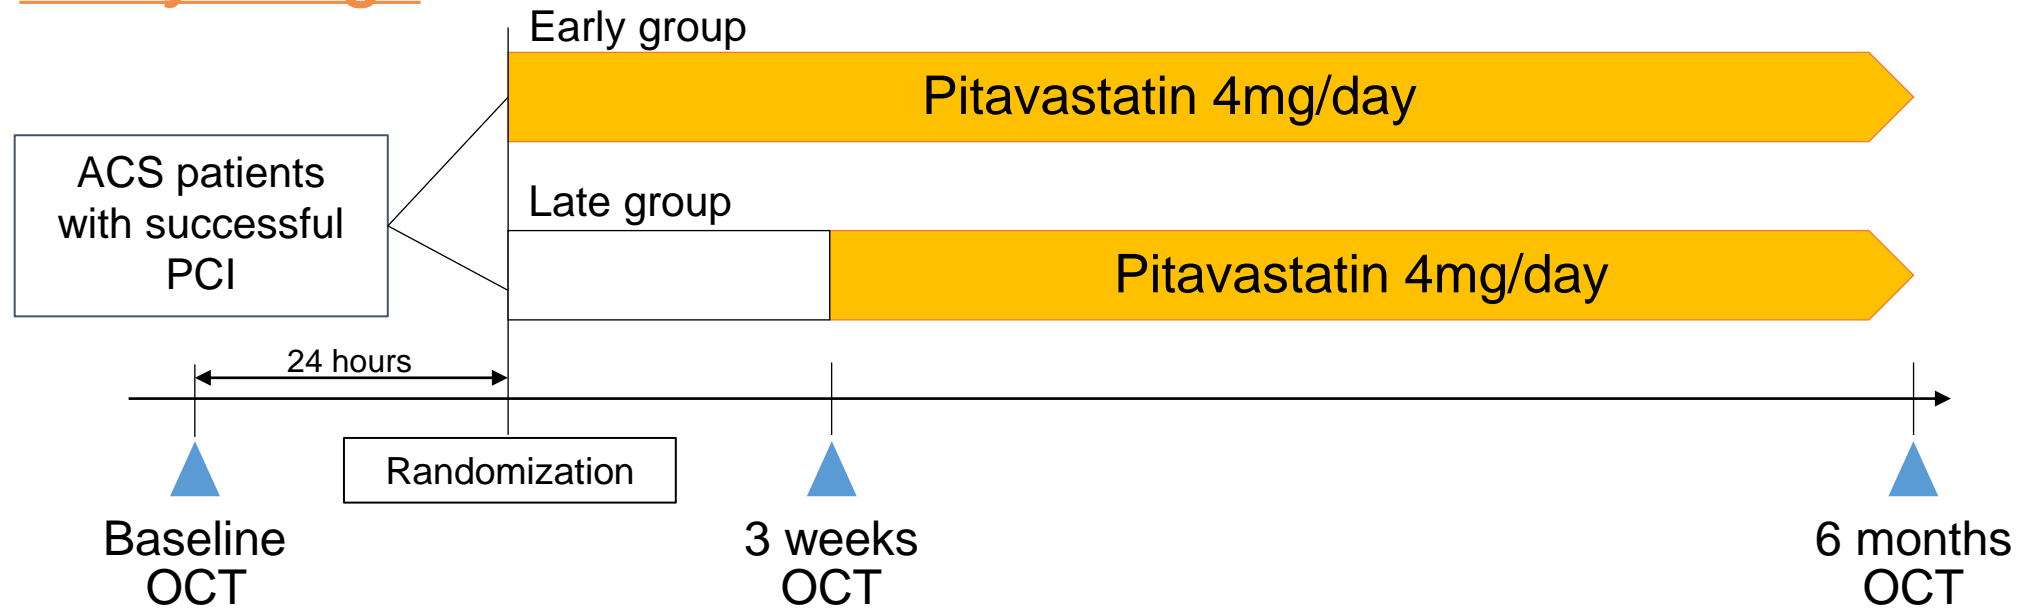 Early group
Pitavastatin 4mg/day
ACS patients
with successful
PCI
Late group
Pitavastatin 4mg/day
24 hours
Randomization
Baseline
OCT
3 weeks
OCT
6 months
OCT